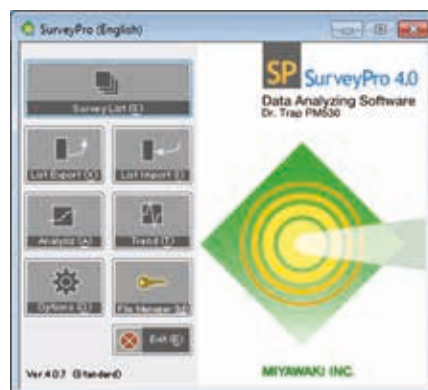 SurveyPro (English)
SP SurveyPro 4.0
Data Analyzing Software
Dr. Trap PM530
Survey List (S)
List Export (X)
List Import (I)
Analysis (A)
Trend (T)
Options (O)
File Manager (M)
Exit (E)
Ver.4.0.7 (Standard)
MIYAWAKI INC.